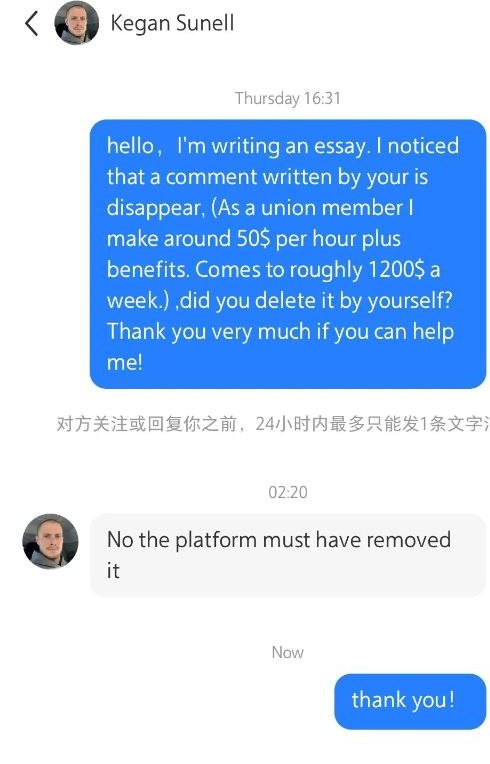 Kegan Sunell
Thursday 16:31
hello，I'm writing an essay. I noticed
that a comment written by your is
disappear, (As a union member I
make around 50$ per hour plus
benefits. Comes to roughly 1200$ a
week.) ,did you delete it by yourself?
Thank you very much if you can help
me!
对方关注或回复你之前，24小时内最多只能发1条文字
02:20
No the platform must have removed
it
Now
thank you!